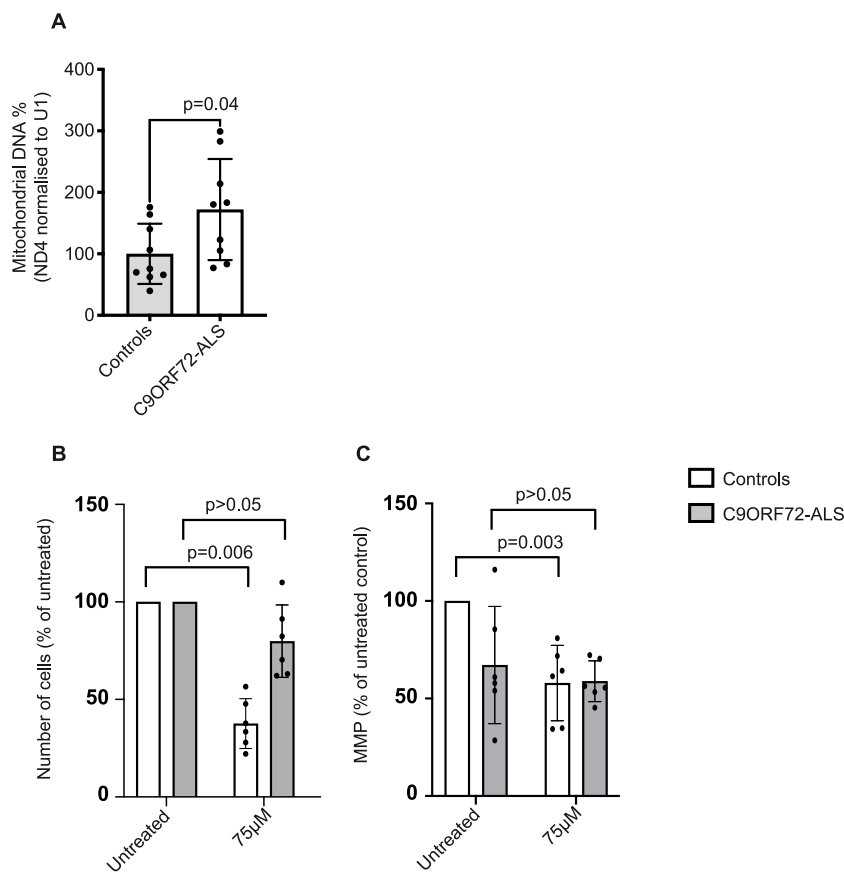 A
Mitochondrial DNA %
(ND4 normalised to U1)
400
300
200
100
0
p=0.04
Controls
C9ORF72-ALS
B
Number of cells (% of untreated)
150
100
50
0
p>0.05
p=0.006
Untreated
75μM
C
MMP (% of untreated control)
150
100
50
0
p>0.05
p=0.003
Untreated
75μM
Controls
C9ORF72-ALS